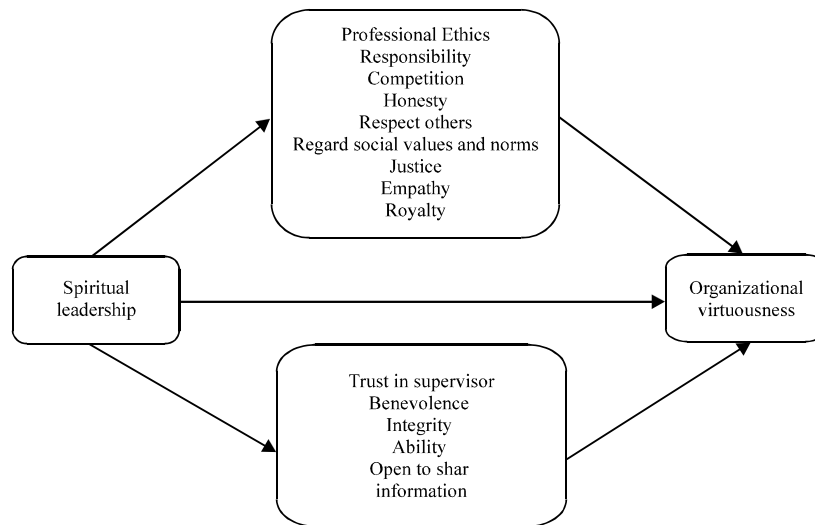 Professional Ethics
Responsibility
Competition
Honesty
Respect others
Regard social values and norms
Justice
Empathy
Royalty
Spiritual
leadership
Organizational
virtuousness
Trust in supervisor
Benevolence
Integrity
Ability
Open to shar
information